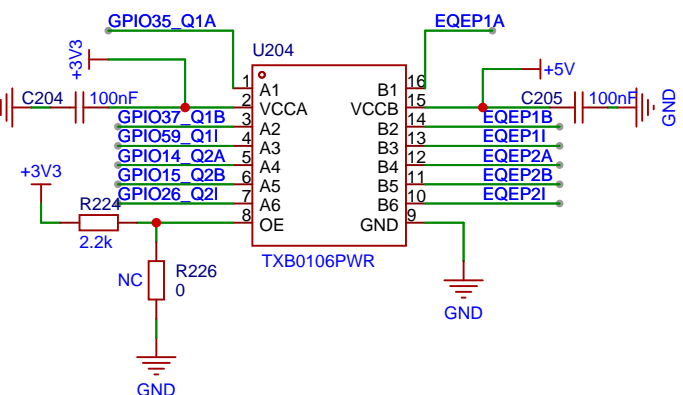 GPIO35_Q1A
EQEP1A
+3V3
U204
+5V
1
A1
B1
16
C204
100nF
2
VCCA
VCCB
15
C205
100nF
GND
GPIO37_Q1B
3
A2
B2
14
EQEP1B
GPIO59_Q1I
4
A3
B3
13
EQEP1I
GPIO14_Q2A
5
A4
B4
12
EQEP2A
+3V3
GPIO15_Q2B
6
A5
B5
11
EQEP2B
GPIO26_Q2I
7
A6
B6
10
EQEP2I
R224
2.2k
8
OE
GND
9
TXB0106PWR
NC
R226
0
GND
GND